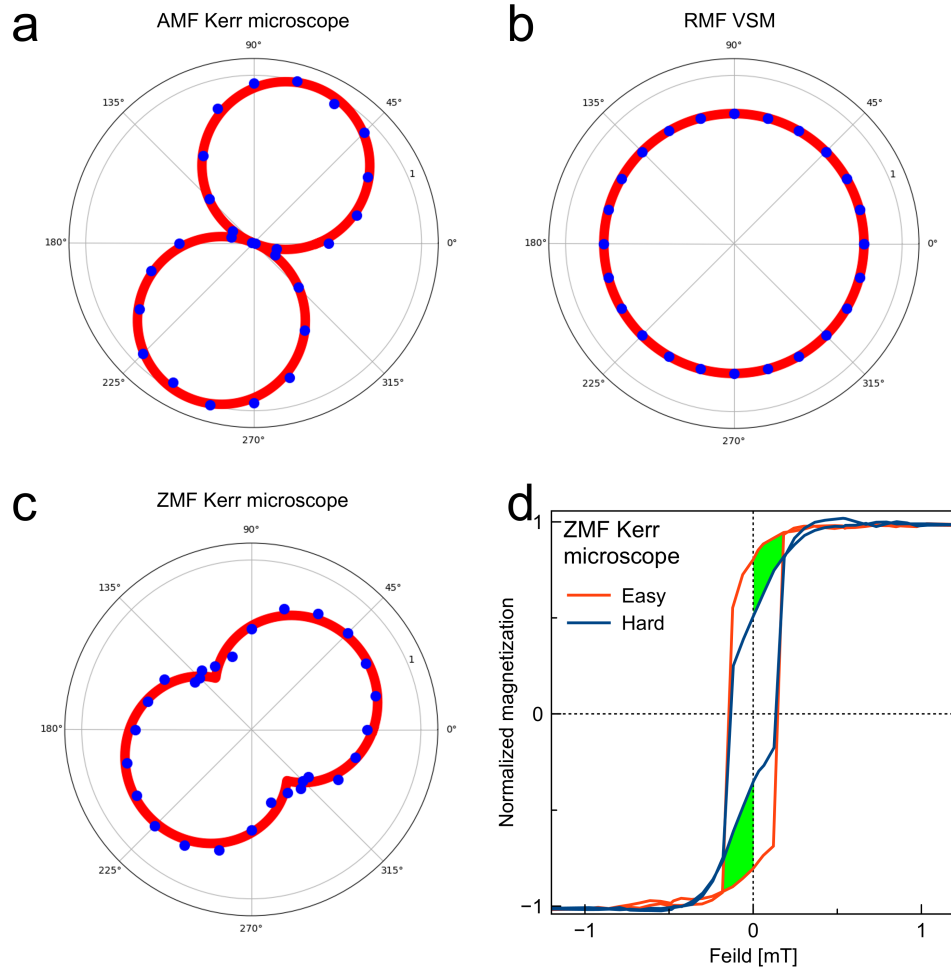 a
AMF Kerr microscope
90°
45°
1
0°
315°
270°
225°
180°
135°
b
RMF VSM
90°
45°
1
0°
315°
270°
225°
180°
135°
c
ZMF Kerr microscope
90°
45°
1
0°
315°
270°
225°
180°
135°
d
ZMF Kerr
microscope
Easy
Hard
Normalized magnetization
1
0
−1
−1
0
1
Feild [mT]